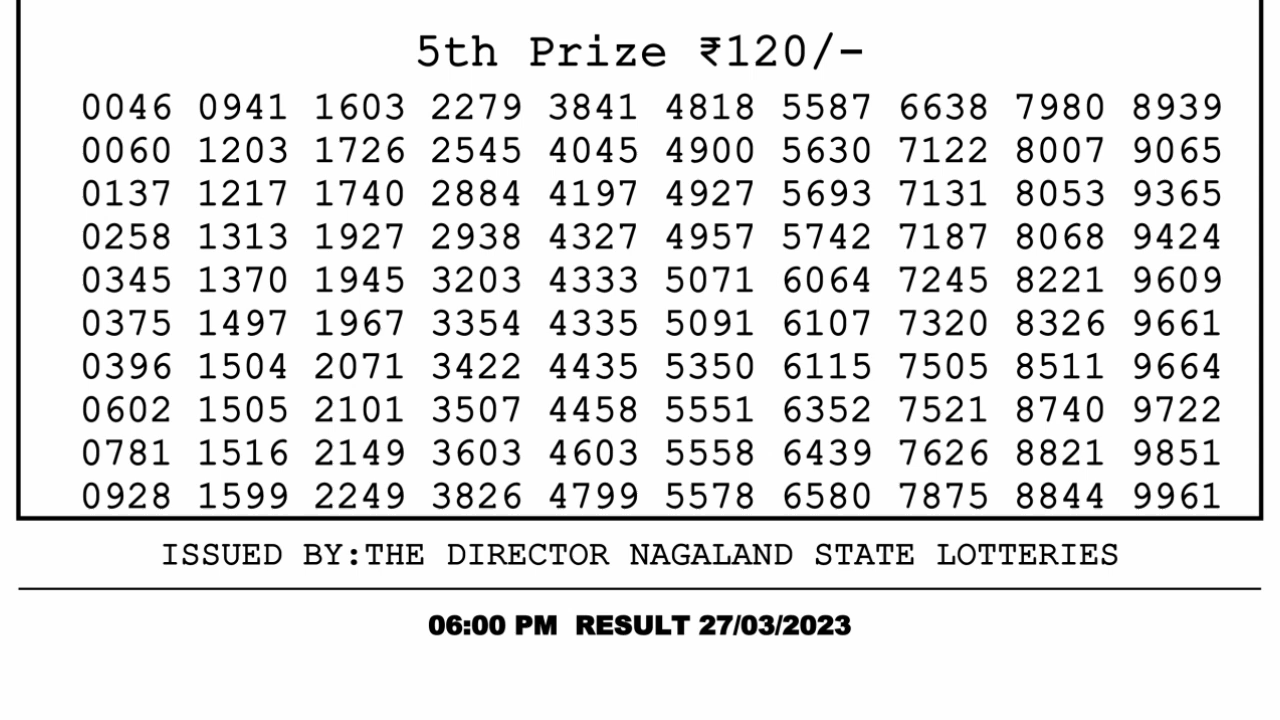 5th Prize ₹120/-
0046 0941 1603 2279 3841 4818 5587 6638 7980 8939
0060 1203 1726 2545 4045 4900 5630 7122 8007 9065
0137 1217 1740 2884 4197 4927 5693 7131 8053 9365
0258 1313 1927 2938 4327 4957 5742 7187 8068 9424
0345 1370 1945 3203 4333 5071 6064 7245 8221 9609
0375 1497 1967 3354 4335 5091 6107 7320 8326 9661
0396 1504 2071 3422 4435 5350 6115 7505 8511 9664
0602 1505 2101 3507 4458 5551 6352 7521 8740 9722
0781 1516 2149 3603 4603 5558 6439 7626 8821 9851
0928 1599 2249 3826 4799 5578 6580 7875 8844 9961
ISSUED BY:THE DIRECTOR NAGALAND STATE LOTTERIES
06:00 PM RESULT 27/03/2023